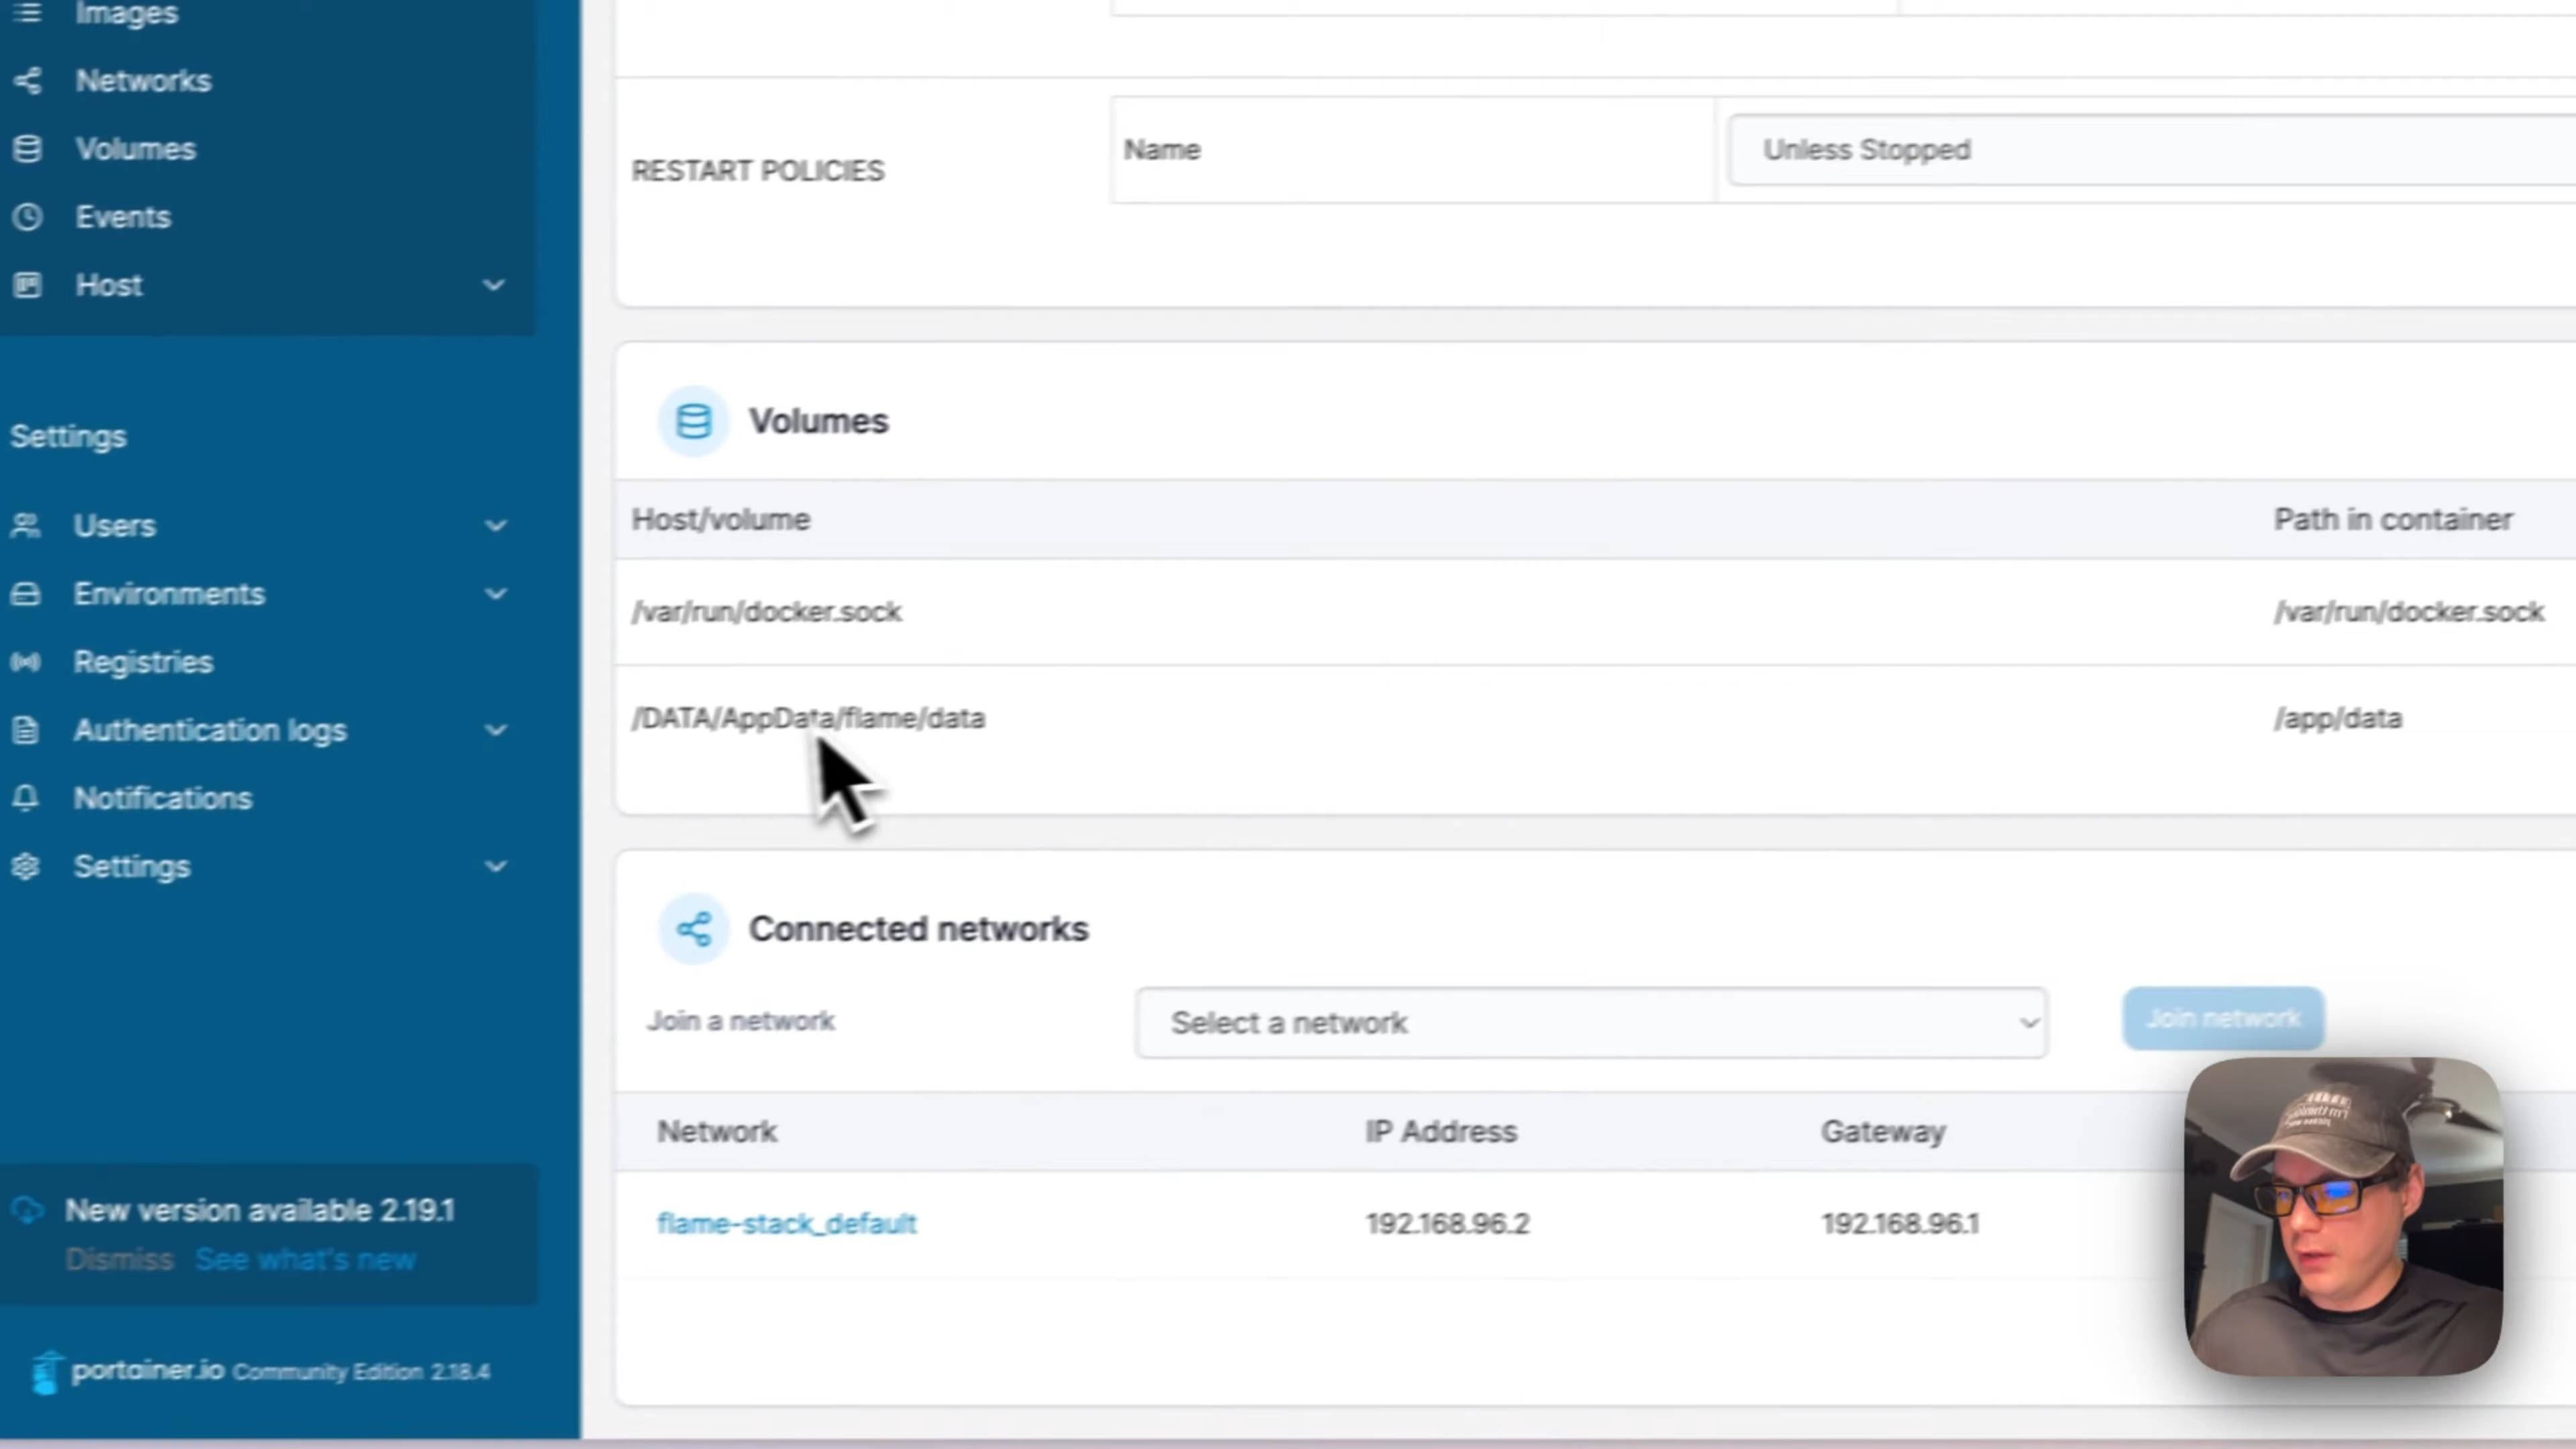 Images
Networks
Volumes
Events
Host
Settings
Users
Environments
Registries
Authentication logs
Notifications
Settings
New version available 2.19.1
Dismiss See what's new
portainer.io Community Edition 2.18.4
RESTART POLICIES
Name
Unless Stopped
Volumes
Host/volume
Path in container
/var/run/docker.sock
/var/run/docker.sock
/DATA/AppData/flame/data
/app/data
Connected networks
Join a network
Select a network
Join network
Network
IP Address
Gateway
flame-stack_default
192.168.96.2
192.168.96.1